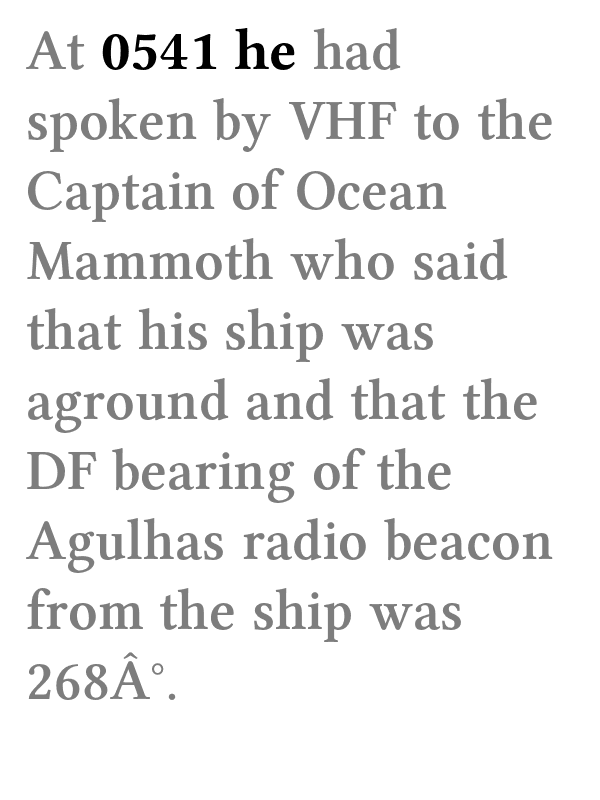 At 0541 he had
spoken by VHF to the
Captain of Ocean
Mammoth who said
that his ship was
aground and that the
DF bearing of the
Agulhas radio beacon
from the ship was
268Â°.